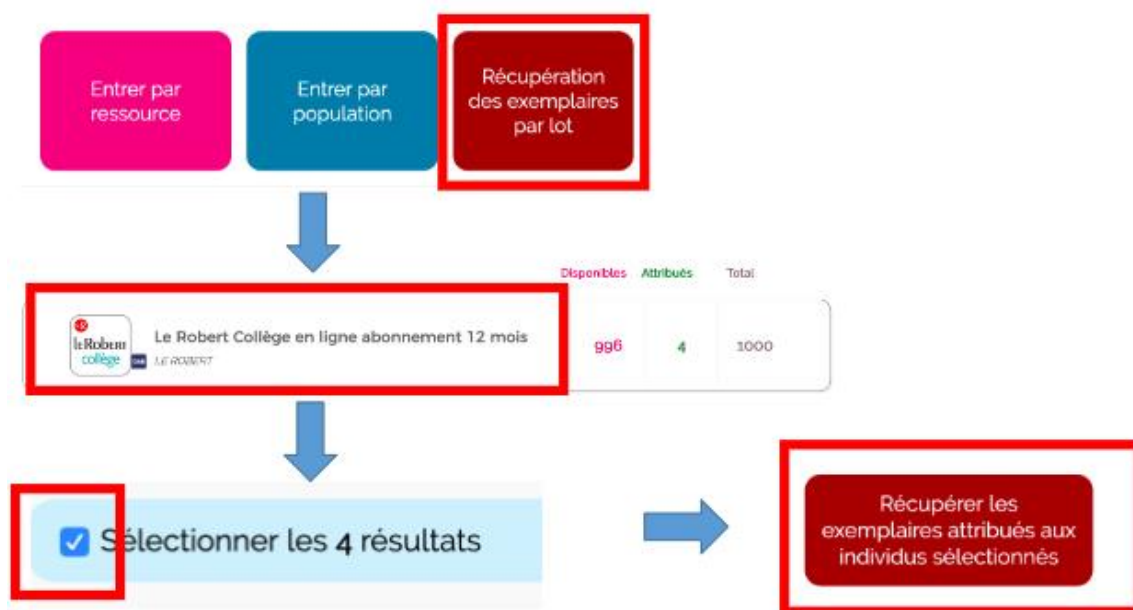 Entrer par
ressource
Entrer par
population
Récupération
des exemplaires
par lot
Disponibles Attribués Total
Le Robert Collège en ligne abonnement 12 mois
LE ROBERT
LE ROBERT
collège
996 4 1000
Sélectionner les 4 résultats
Récupérer les
exemplaires attribués aux
individus sélectionnés